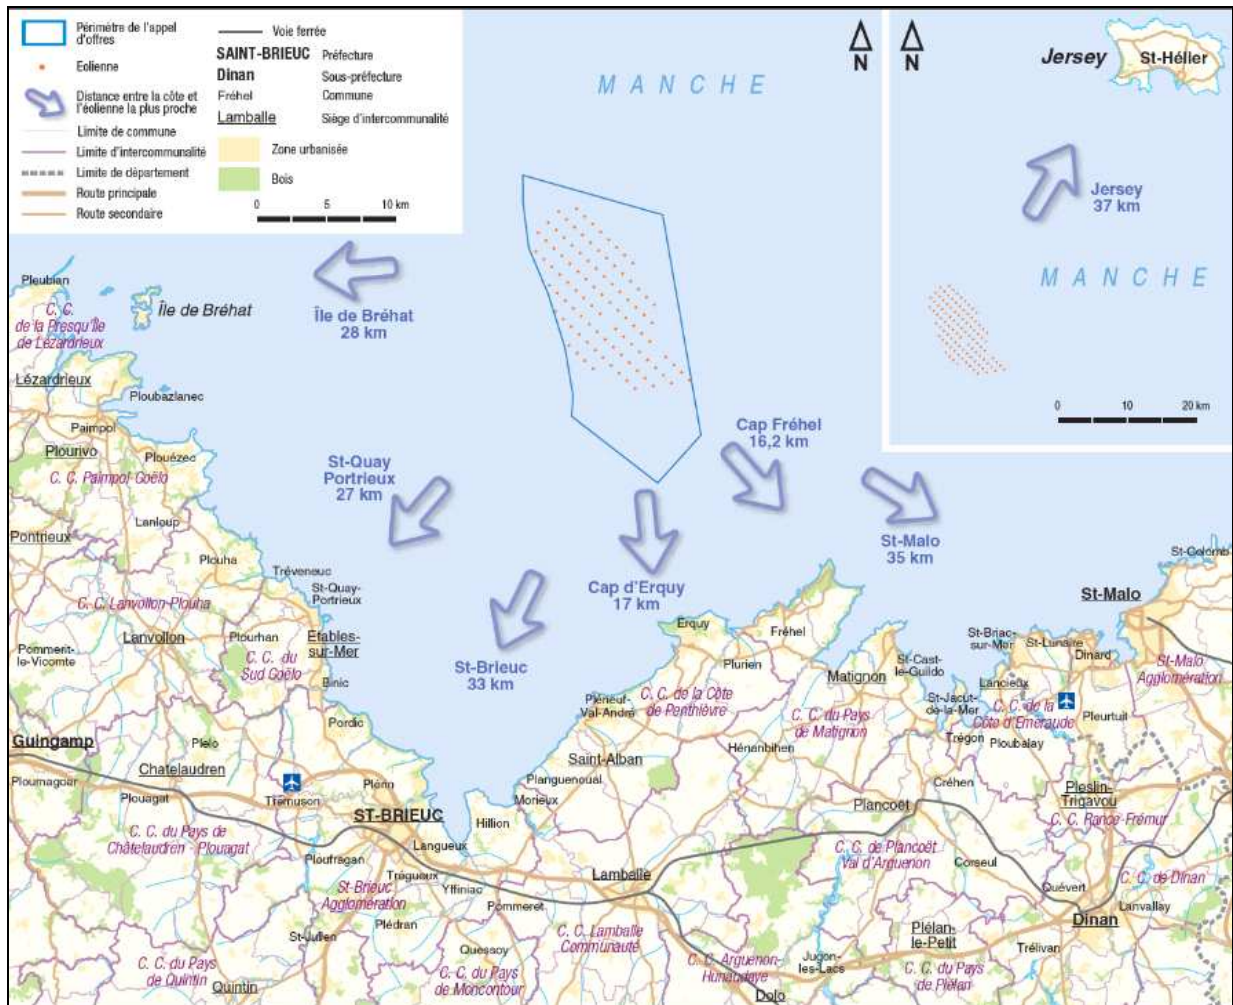 Périmètre de l'appel
d'offres
Eolienne
Distance entre la côte et
l'éolienne la plus proche
Limite de commune
Limite d'intercommunalité
Limite de département
Route principale
Route secondaire
Voie ferrée
SAINT-BRIEUC Préfecture
Dinan Sous-préfecture
Fréhel Commune
Lamballe Siège d'intercommunalité
Zone urbanisée
Bois
0 5 10 km
MANCHE
N
N
Jersey
St-Hélier
Jersey
37 km
MANCHE
0 10 20 km
Pleubian
Île de Bréhat
Île de Bréhat
28 km
C. C.
de la Presqu'île
de Lézardrieux
Lézardrieux
Ploubazlanec
Paimpol
Plourivo
Plouézec
C. C. Paimpol-Goëlo
Cap Fréhel
16,2 km
St-Quay
Portrieux
27 km
Lanloup
Pontrieux
St-Malo
35 km
Plouha
Tréveneuc
St-Quay-
Portrieux
Cap d'Erquy
17 km
St-Colomb
St-Malo
C. C. Lanvollon-Plouha
Lanvollon
Plourhan
Etables-
sur-Mer
Pommerit-
le-Vicomte
C. C. du
Sud Goëlo
Binic
St-Brieuc
33 km
Erquy
Fréhel
Plurien
St-Briac-
sur-Mer
St-Lunaire
Dinard
St-Malo
Agglomération
Matignon
St-Cast-
le-Guildo
Lancieux
St-Jacut-
de-la-Mer
C. C. de la
Côte d'Emeraude
Pleurtuit
Pléneuf-
Val-André
C. C. de la Côte
de Penthièvre
C. C. du Pays
de Matignon
Trégon
Ploubalay
Pordic
Guingamp
Plelo
Hénanbihen
Saint-Alban
Ploumagoar
Chatelaudren
Plérin
Planguenoual
Créhen
Pleslin-
Trigavou
Plouagat
Trémuson
Morieux
Plancoët
ST-BRIEUC
Hillion
C. C. Rance-Frémur
C. C. du Pays de
Châtelaudren - Plouagat
Langueux
C. C. de Plancoët
Val d'Arguenon
Corseul
Ploufragan
Trégueux
Yffiniac
Lamballe
Quévert
C. C. de Dinan
St-Brieuc
Agglomération
Pommeret
Lanvallay
Dinan
Plédran
C. C. Lamballe
Communauté
Plélan-
le-Petit
St-Julien
Quessoy
Trélivan
C. C. du Pays
de Quintin
C. C. du Pays
de Moncontour
C. C. Arguenon-
Hunaudaye
Jugon-
les-Lacs
C. C. du Pays
de Plélan
Quintin
Dolo